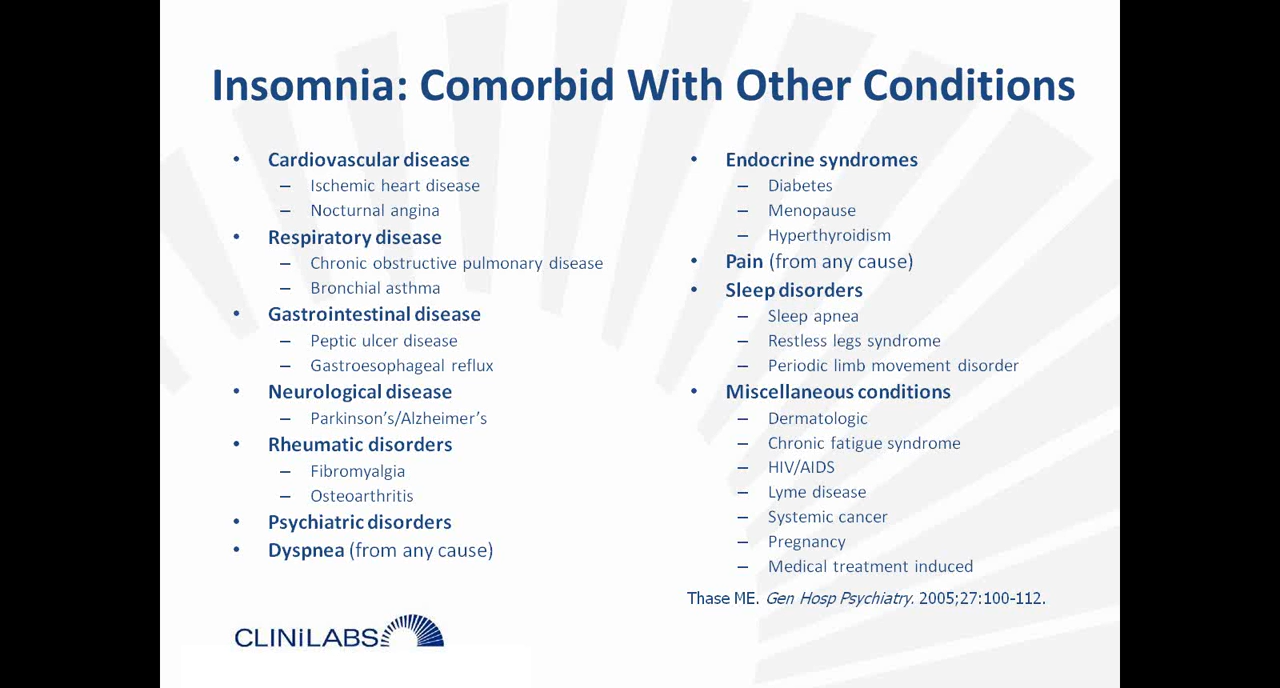 Insomnia: Comorbid With Other Conditions
• Cardiovascular disease
– Ischemic heart disease
– Nocturnal angina
• Respiratory disease
– Chronic obstructive pulmonary disease
– Bronchial asthma
• Gastrointestinal disease
– Peptic ulcer disease
– Gastroesophageal reflux
• Neurological disease
– Parkinson's/Alzheimer's
• Rheumatic disorders
– Fibromyalgia
– Osteoarthritis
• Psychiatric disorders
• Dyspnea (from any cause)
• Endocrine syndromes
– Diabetes
– Menopause
– Hyperthyroidism
• Pain (from any cause)
• Sleep disorders
– Sleep apnea
– Restless legs syndrome
– Periodic limb movement disorder
• Miscellaneous conditions
– Dermatologic
– Chronic fatigue syndrome
– HIV/AIDS
– Lyme disease
– Systemic cancer
– Pregnancy
– Medical treatment induced
Thase ME. Gen Hosp Psychiatry. 2005;27:100-112.
CLINiLABS